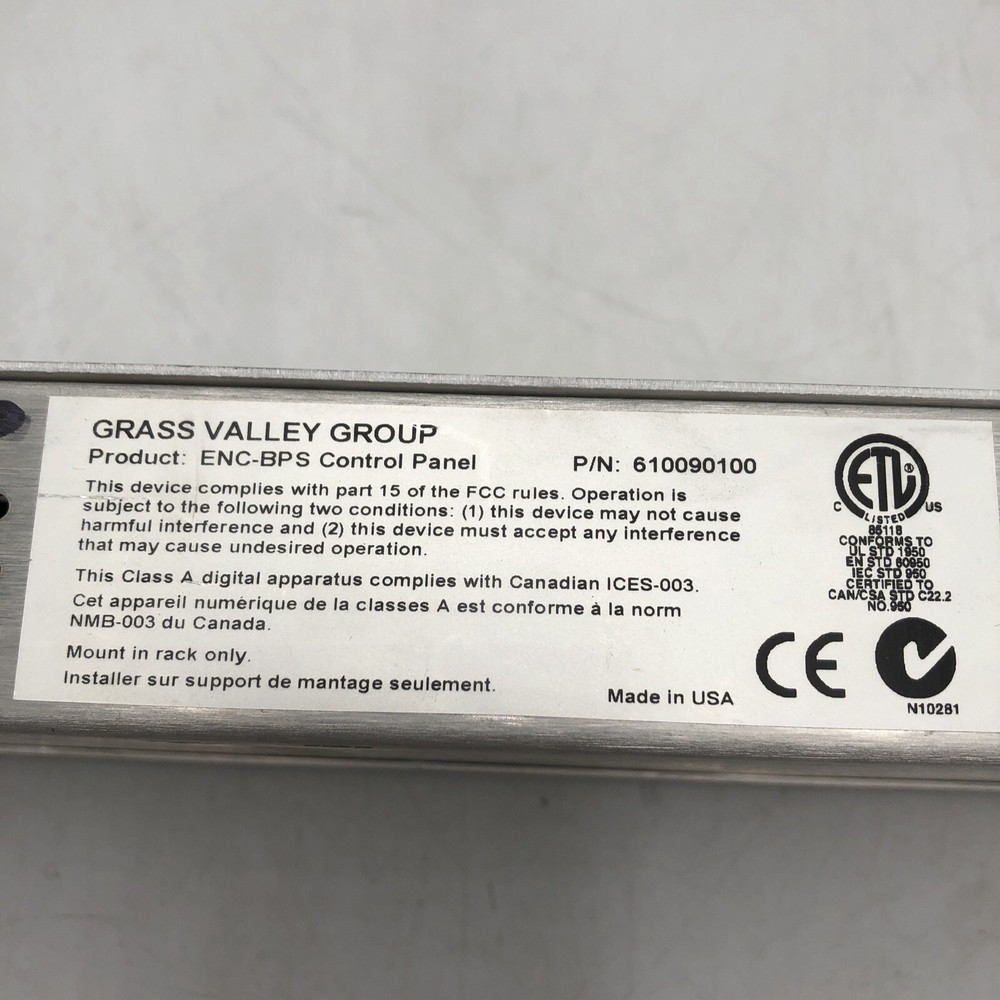 GRASS VALLEY GROUP
Product: ENC-BPS Control Panel P/N: 610090100
This device complies with part 15 of the FCC rules. Operation is
subject to the following two conditions: (1) this device may not cause
harmful interference and (2) this device must accept any interference
that may cause undesired operation.
This Class A digital apparatus complies with Canadian ICES-003.
Cet appareil numérique de la classes A est conforme à la norm
NMB-003 du Canada.
Mount in rack only.
Installer sur support de mantage seulement.
Made in USA
ETL ®
C US
LISTED
85118
CONFORMS TO
UL STD 1950
EN STD 60950
IEC STD 950
CERTIFIED TO
CAN/CSA STD C22.2
NO.950
CE
N10281